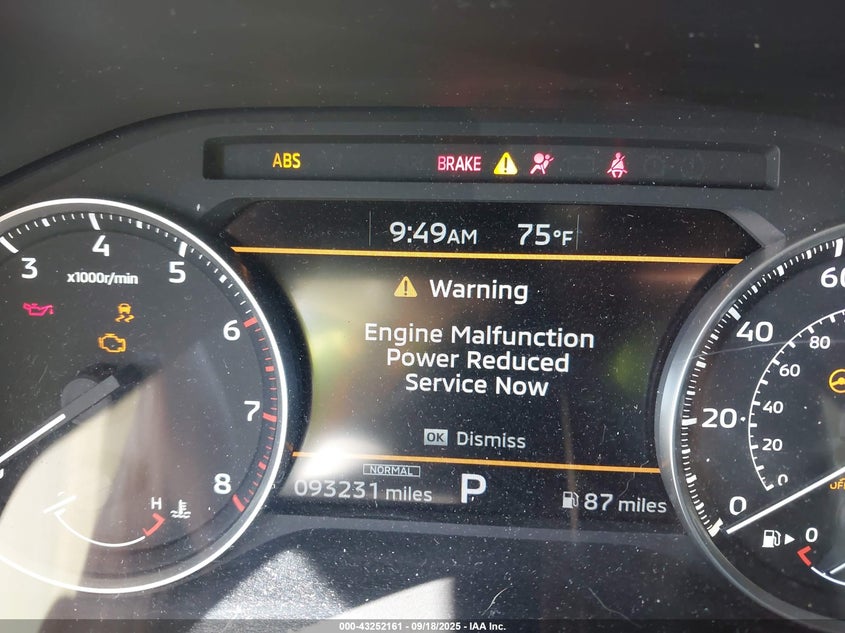 ABS
BRAKE
9:49AM 75°F
Warning
Engine Malfunction
Power Reduced
Service Now
OK Dismiss
NORMAL
093231 miles P 87 miles
3 4 5 6 7 8
x1000r/min
H
0 20 40 60
0 20 40 60 80
0
000-43252161 - 09/18/2025 - IAA Inc.